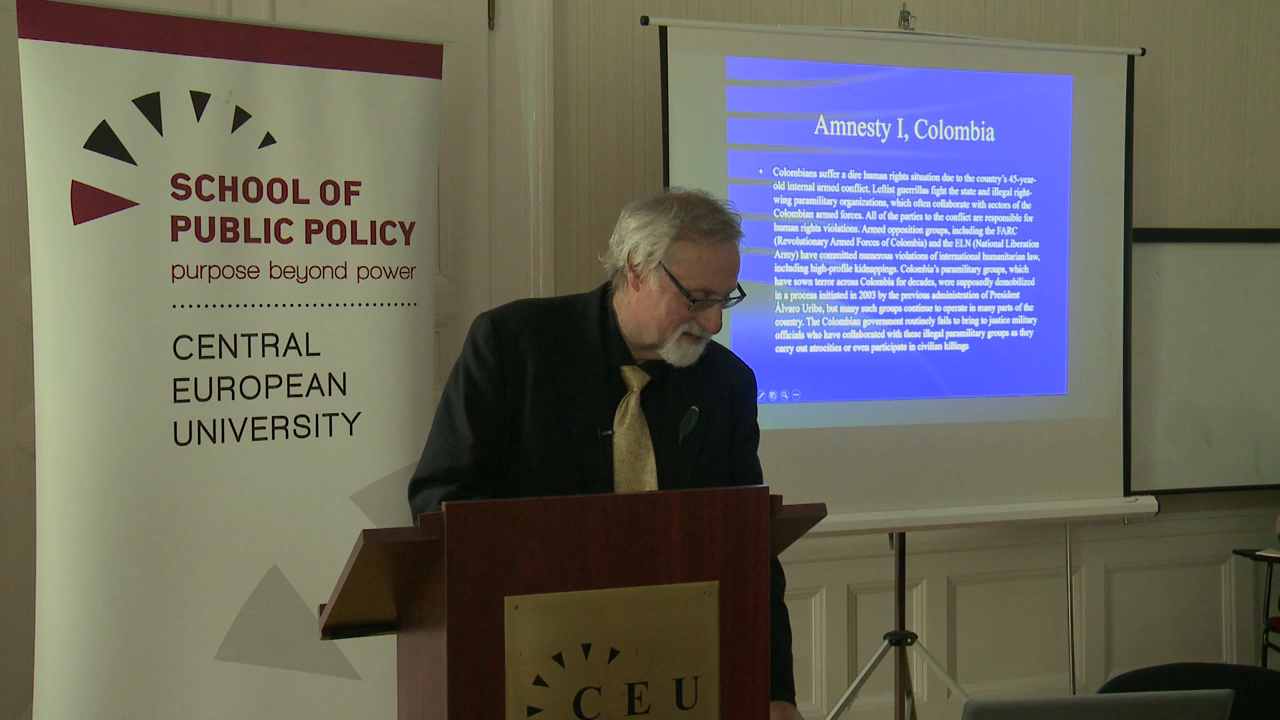 SCHOOL OF
PUBLIC POLICY
purpose beyond power
CENTRAL
EUROPEAN
UNIVERSITY
Amnesty I, Colombia
• Colombians suffer a dire human rights situation due to the country's 45-year-
old internal armed conflict. Leftist guerrillas fight the state and illegal right-
wing paramilitary organizations, which often collaborate with sectors of the
Colombian armed forces. All of the parties to the conflict are responsible for
human rights violations. Armed opposition groups, including the FARC
(Revolutionary Armed Forces of Colombia) and the ELN (National Liberation
Army) have committed numerous violations of international humanitarian law,
including high-profile kidnappings. Colombia's paramilitary groups, which
have sown terror across Colombia for decades, were supposedly demobilized
in a process initiated in 2003 by the previous administration of President
Álvaro Uribe, but many such groups continue to operate in many parts of the
country. The Colombian government routinely fails to bring to justice military
officials who have collaborated with these illegal paramilitary groups as they
carry out atrocities or even participate in civilian killings
CEU